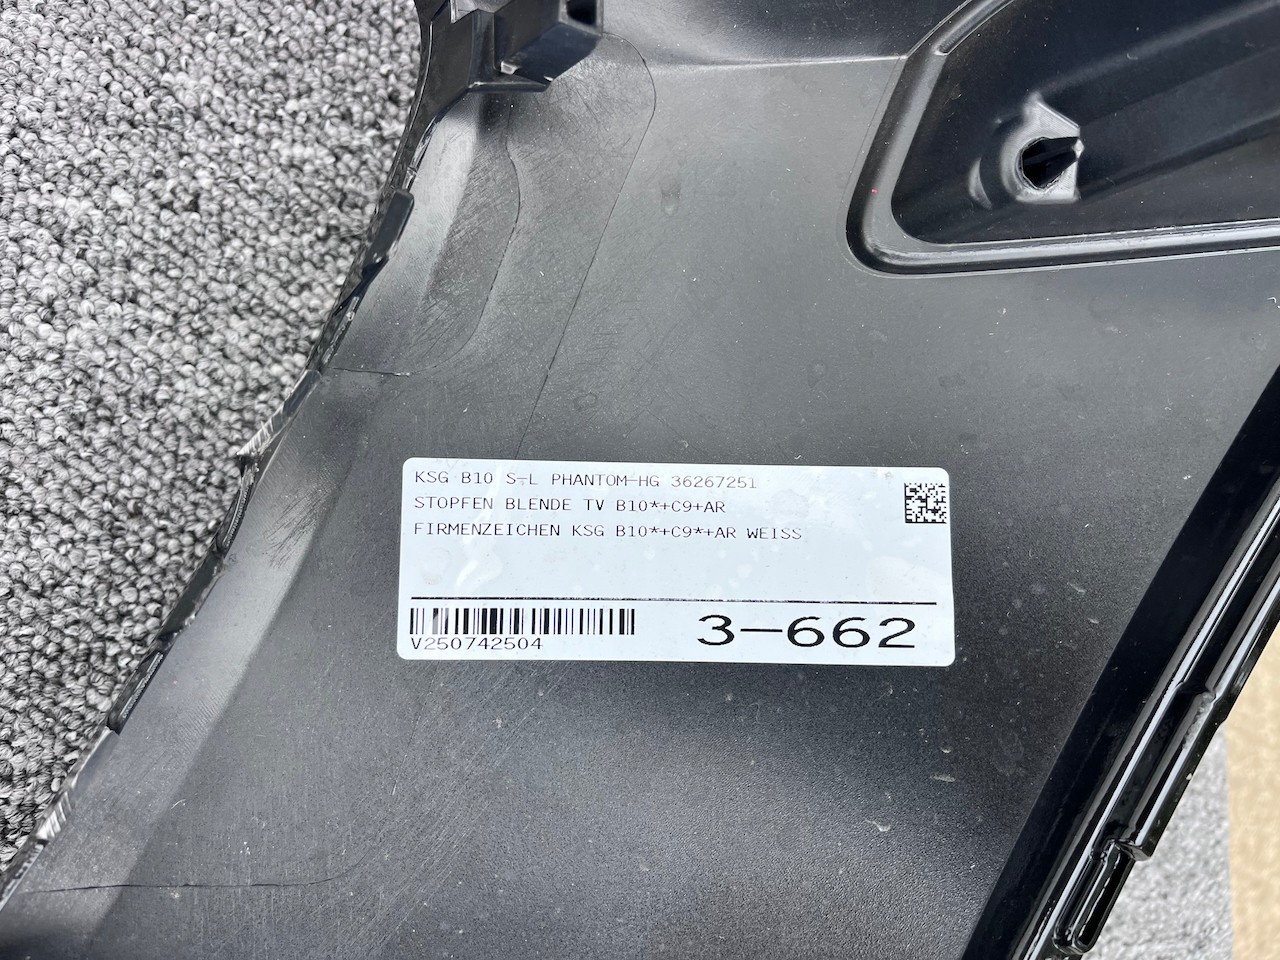 KSG B10 S-L PHANTOM-HG 36267251
STOPFEN BLENDE TV B10*+C9+AR
FIRMENZEICHEN KSG B10*+C9*+AR WEISS
V250742504
3-662